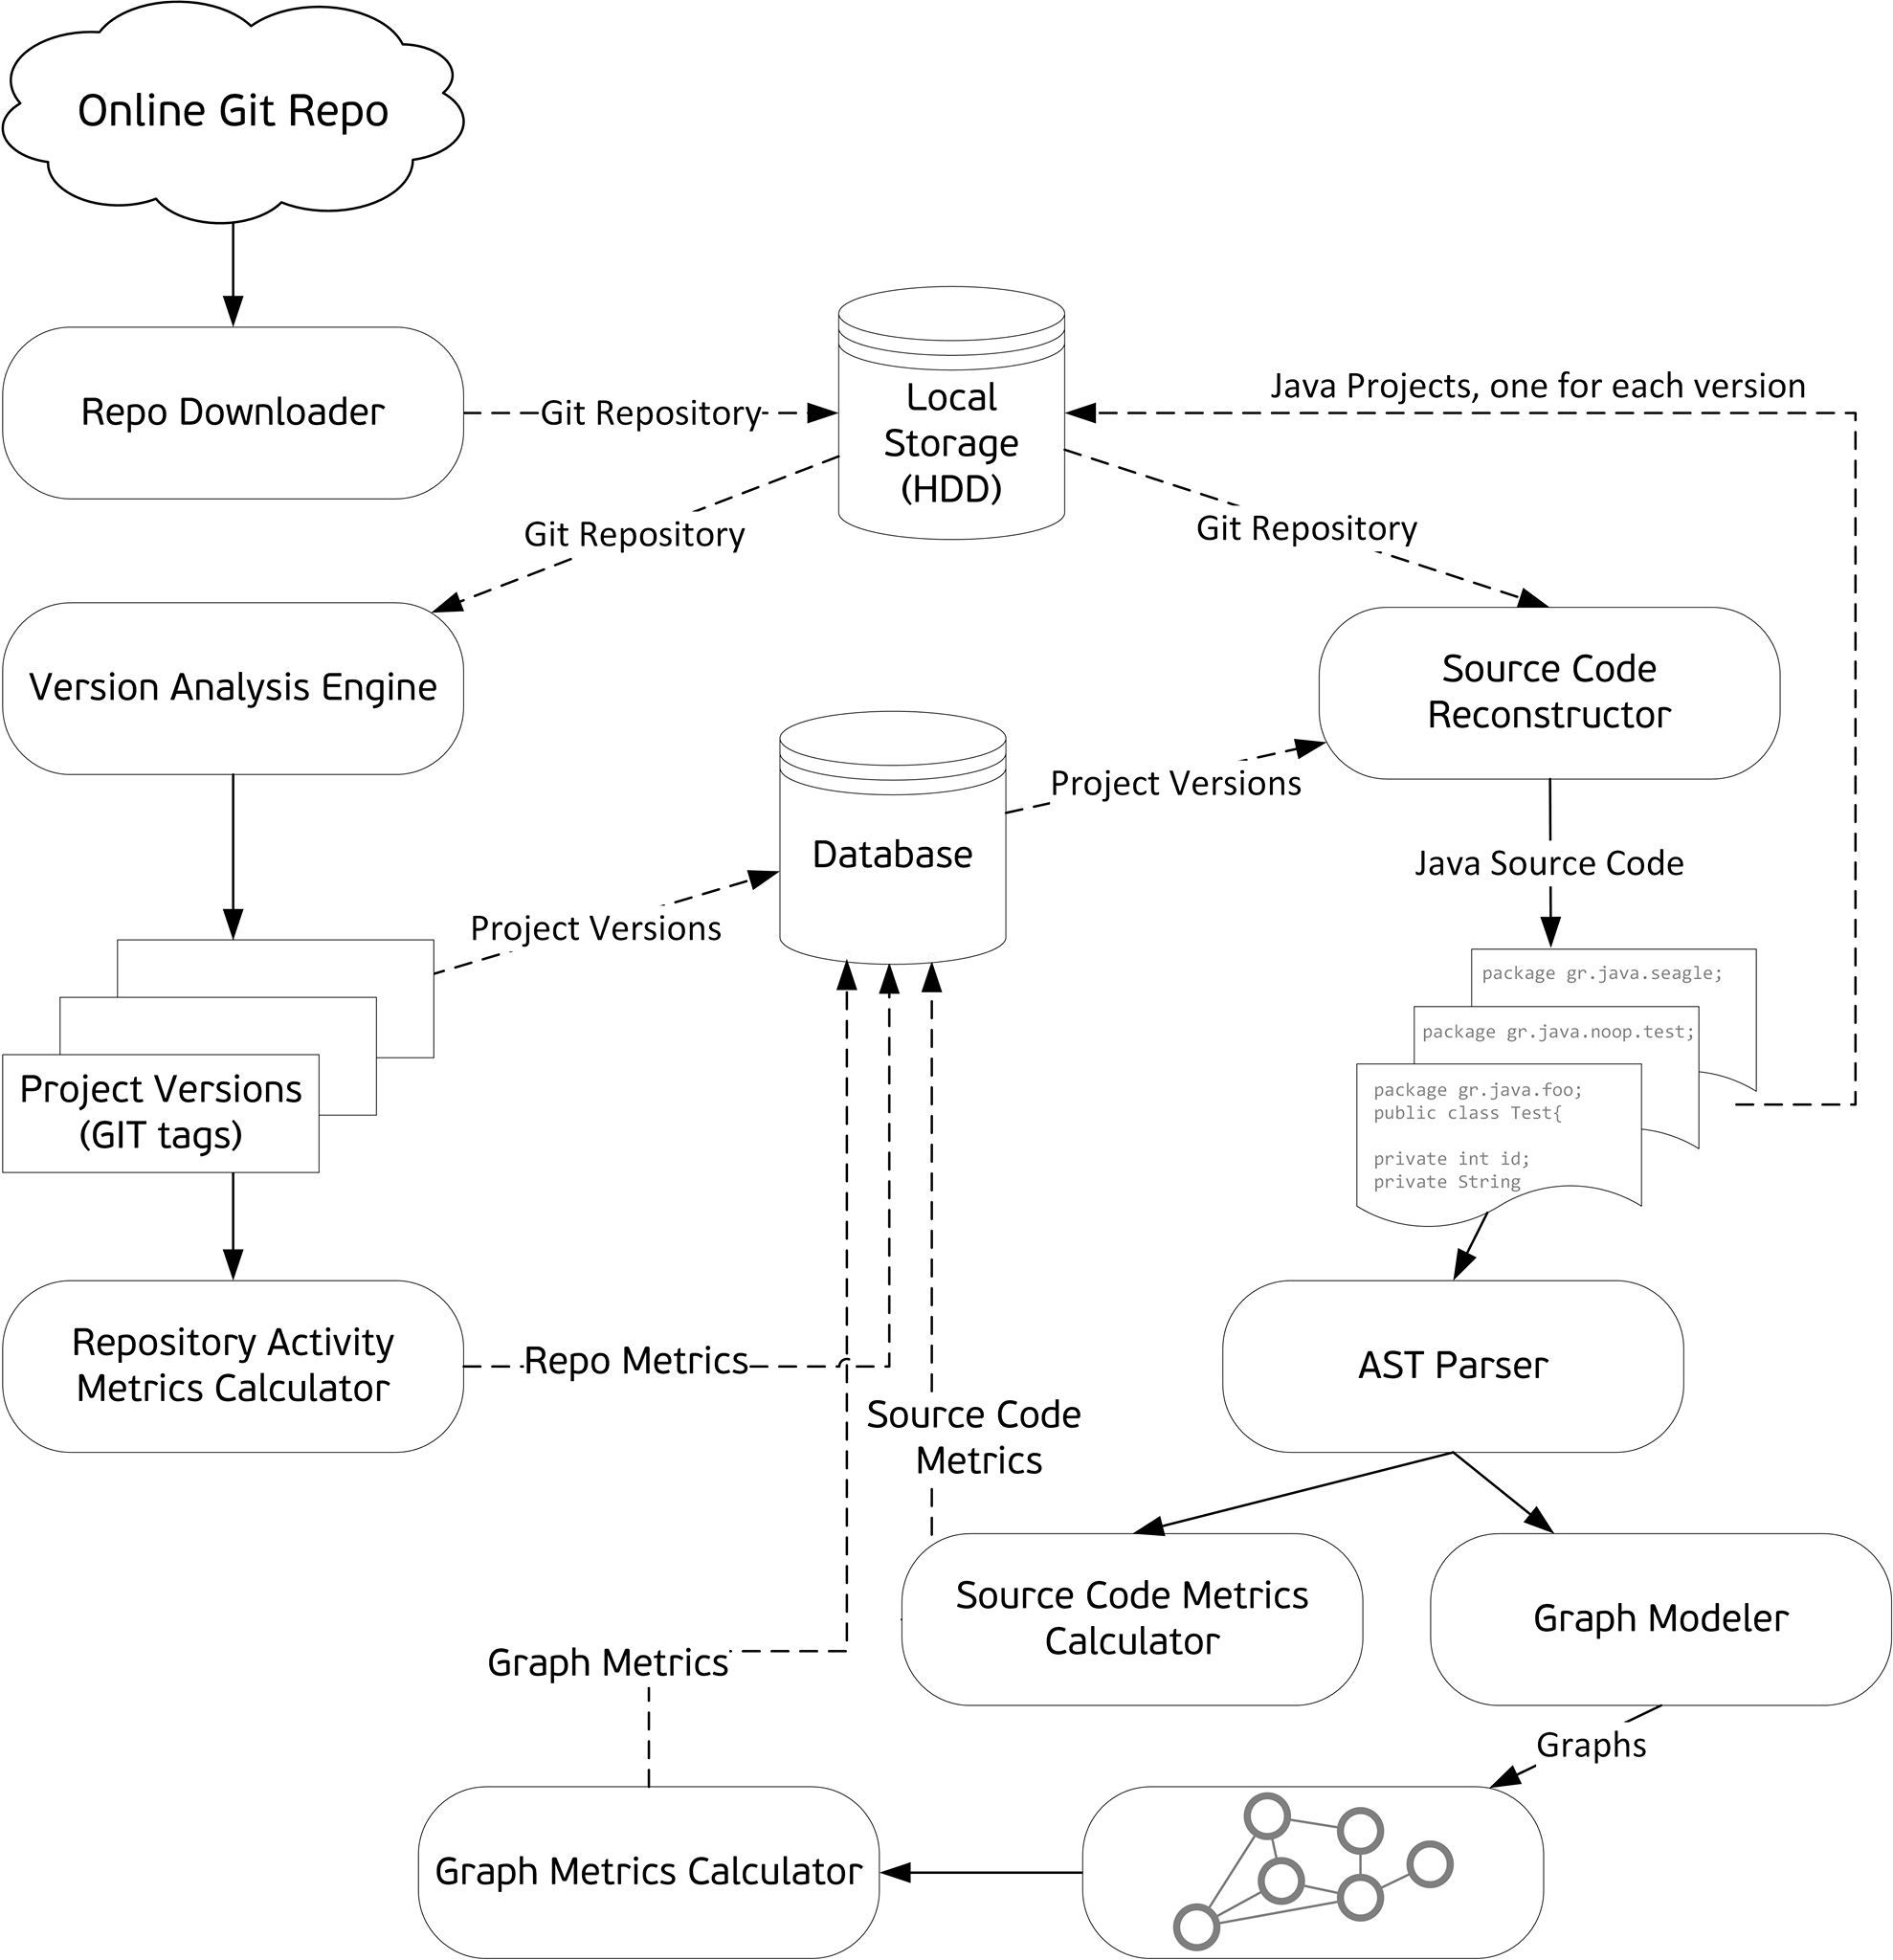 Online Git Repo
Repo Downloader
Git Repository
Local
Storage
(HDD)
Java Projects, one for each version
Git Repository
Git Repository
Version Analysis Engine
Source Code
Reconstructor
Project Versions
Database
Java Source Code
Project Versions
package gr.java.seagle;
package gr.java.noop.test;
package gr.java.foo;
public class Test{
private int id;
private String
Project Versions
(GIT tags)
Repository Activity
Metrics Calculator
Repo Metrics
AST Parser
Source Code
Metrics
Source Code Metrics
Calculator
Graph Modeler
Graph Metrics
Graphs
Graph Metrics Calculator